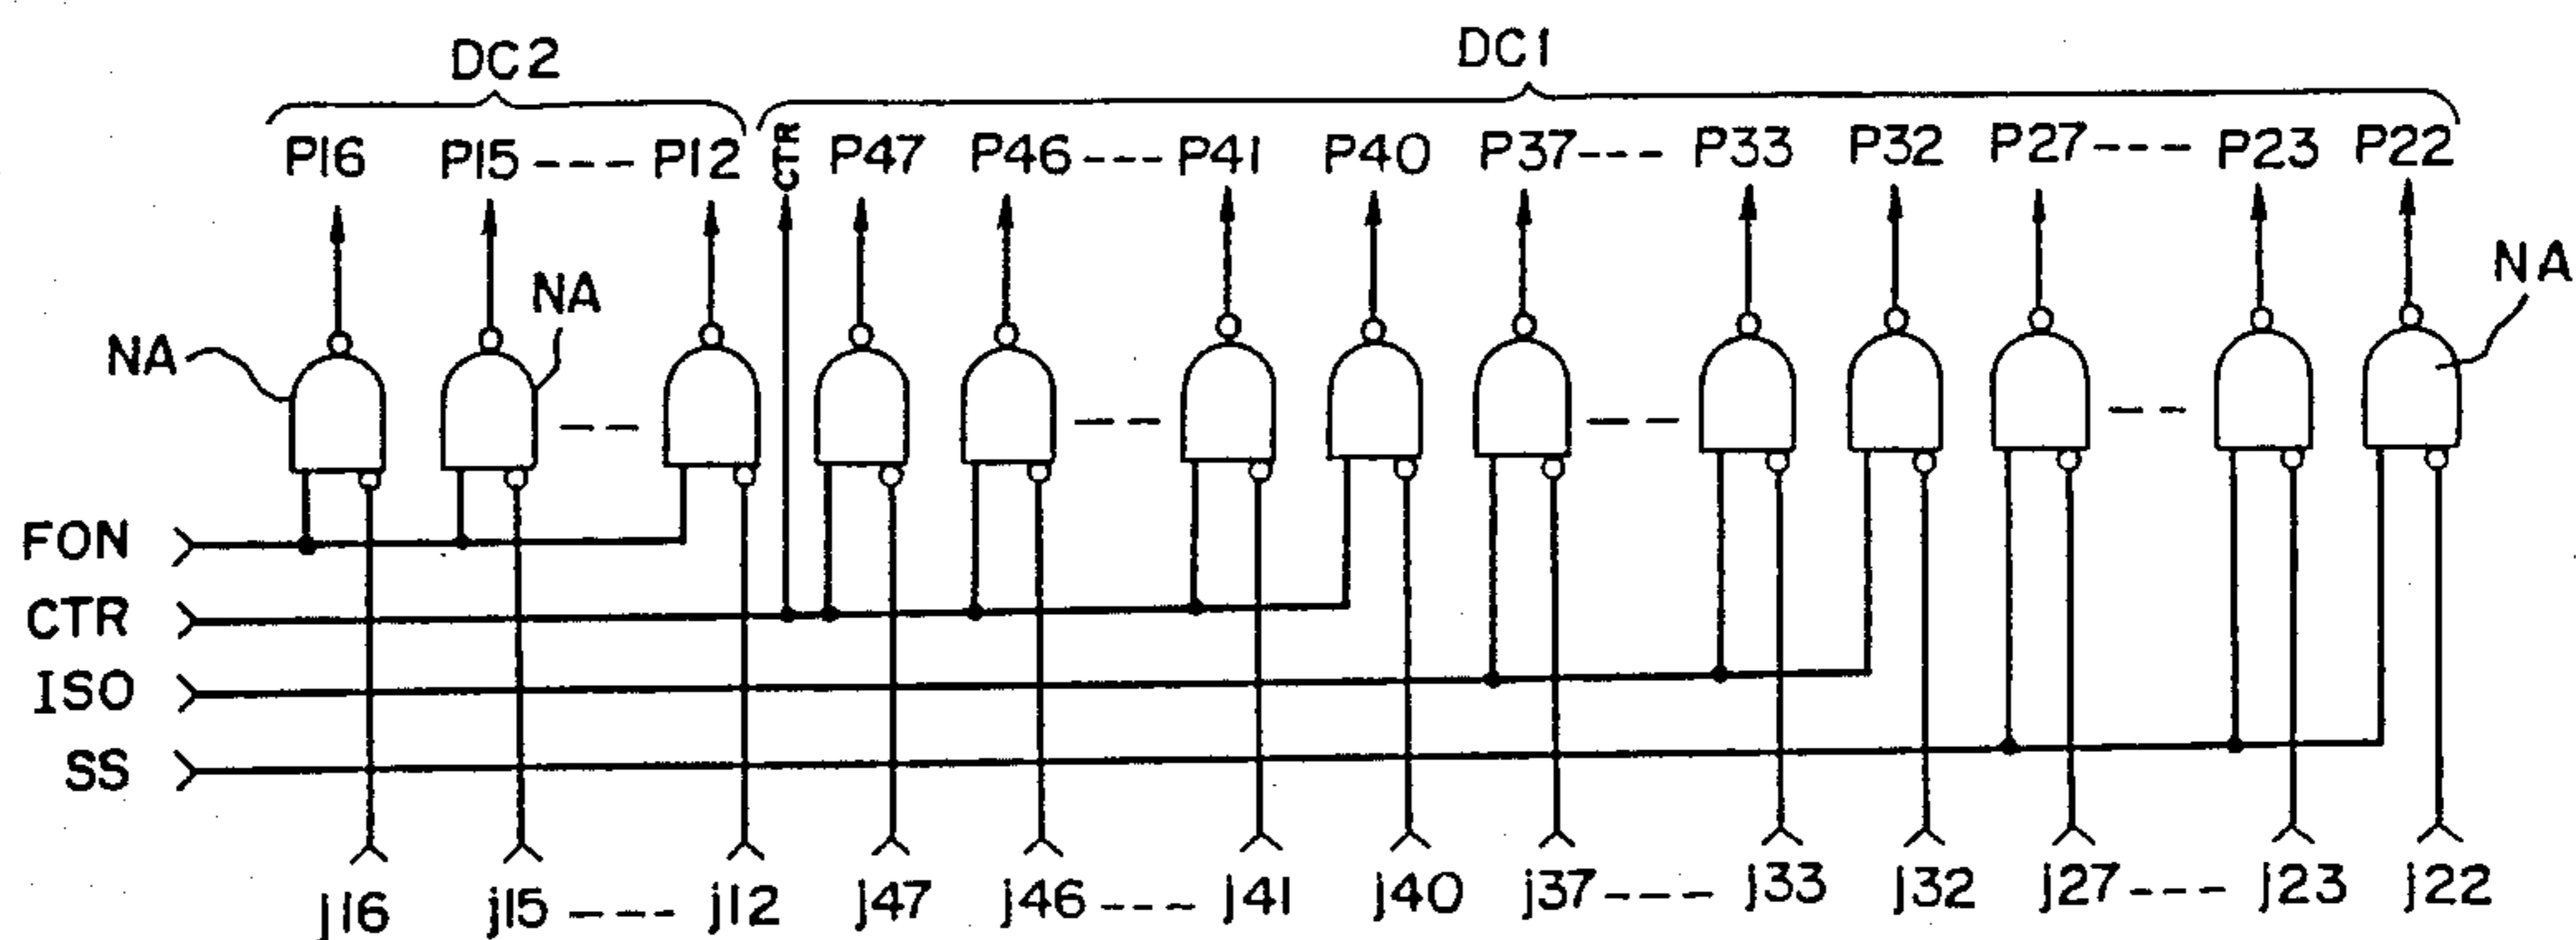 DC2 DC1
P16 P15 --- P12 CTR P47 P46 --- P41 P40 P37 --- P33 P32 P27 --- P23 P22
NA NA NA
FON
CTR
ISO
SS
j16 j15 --- j12 j47 j46 --- j41 j40 j37 --- j33 j32 j27 --- j23 j22